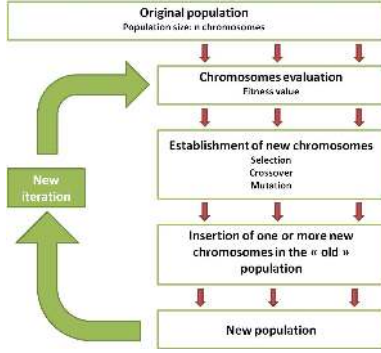 Original population
Population size: n chromosomes
Chromosomes evaluation
Fitness value
Establishment of new chromosomes
Selection
Crossover
Mutation
New
iteration
Insertion of one or more new
chromosomes in the « old »
population
New population